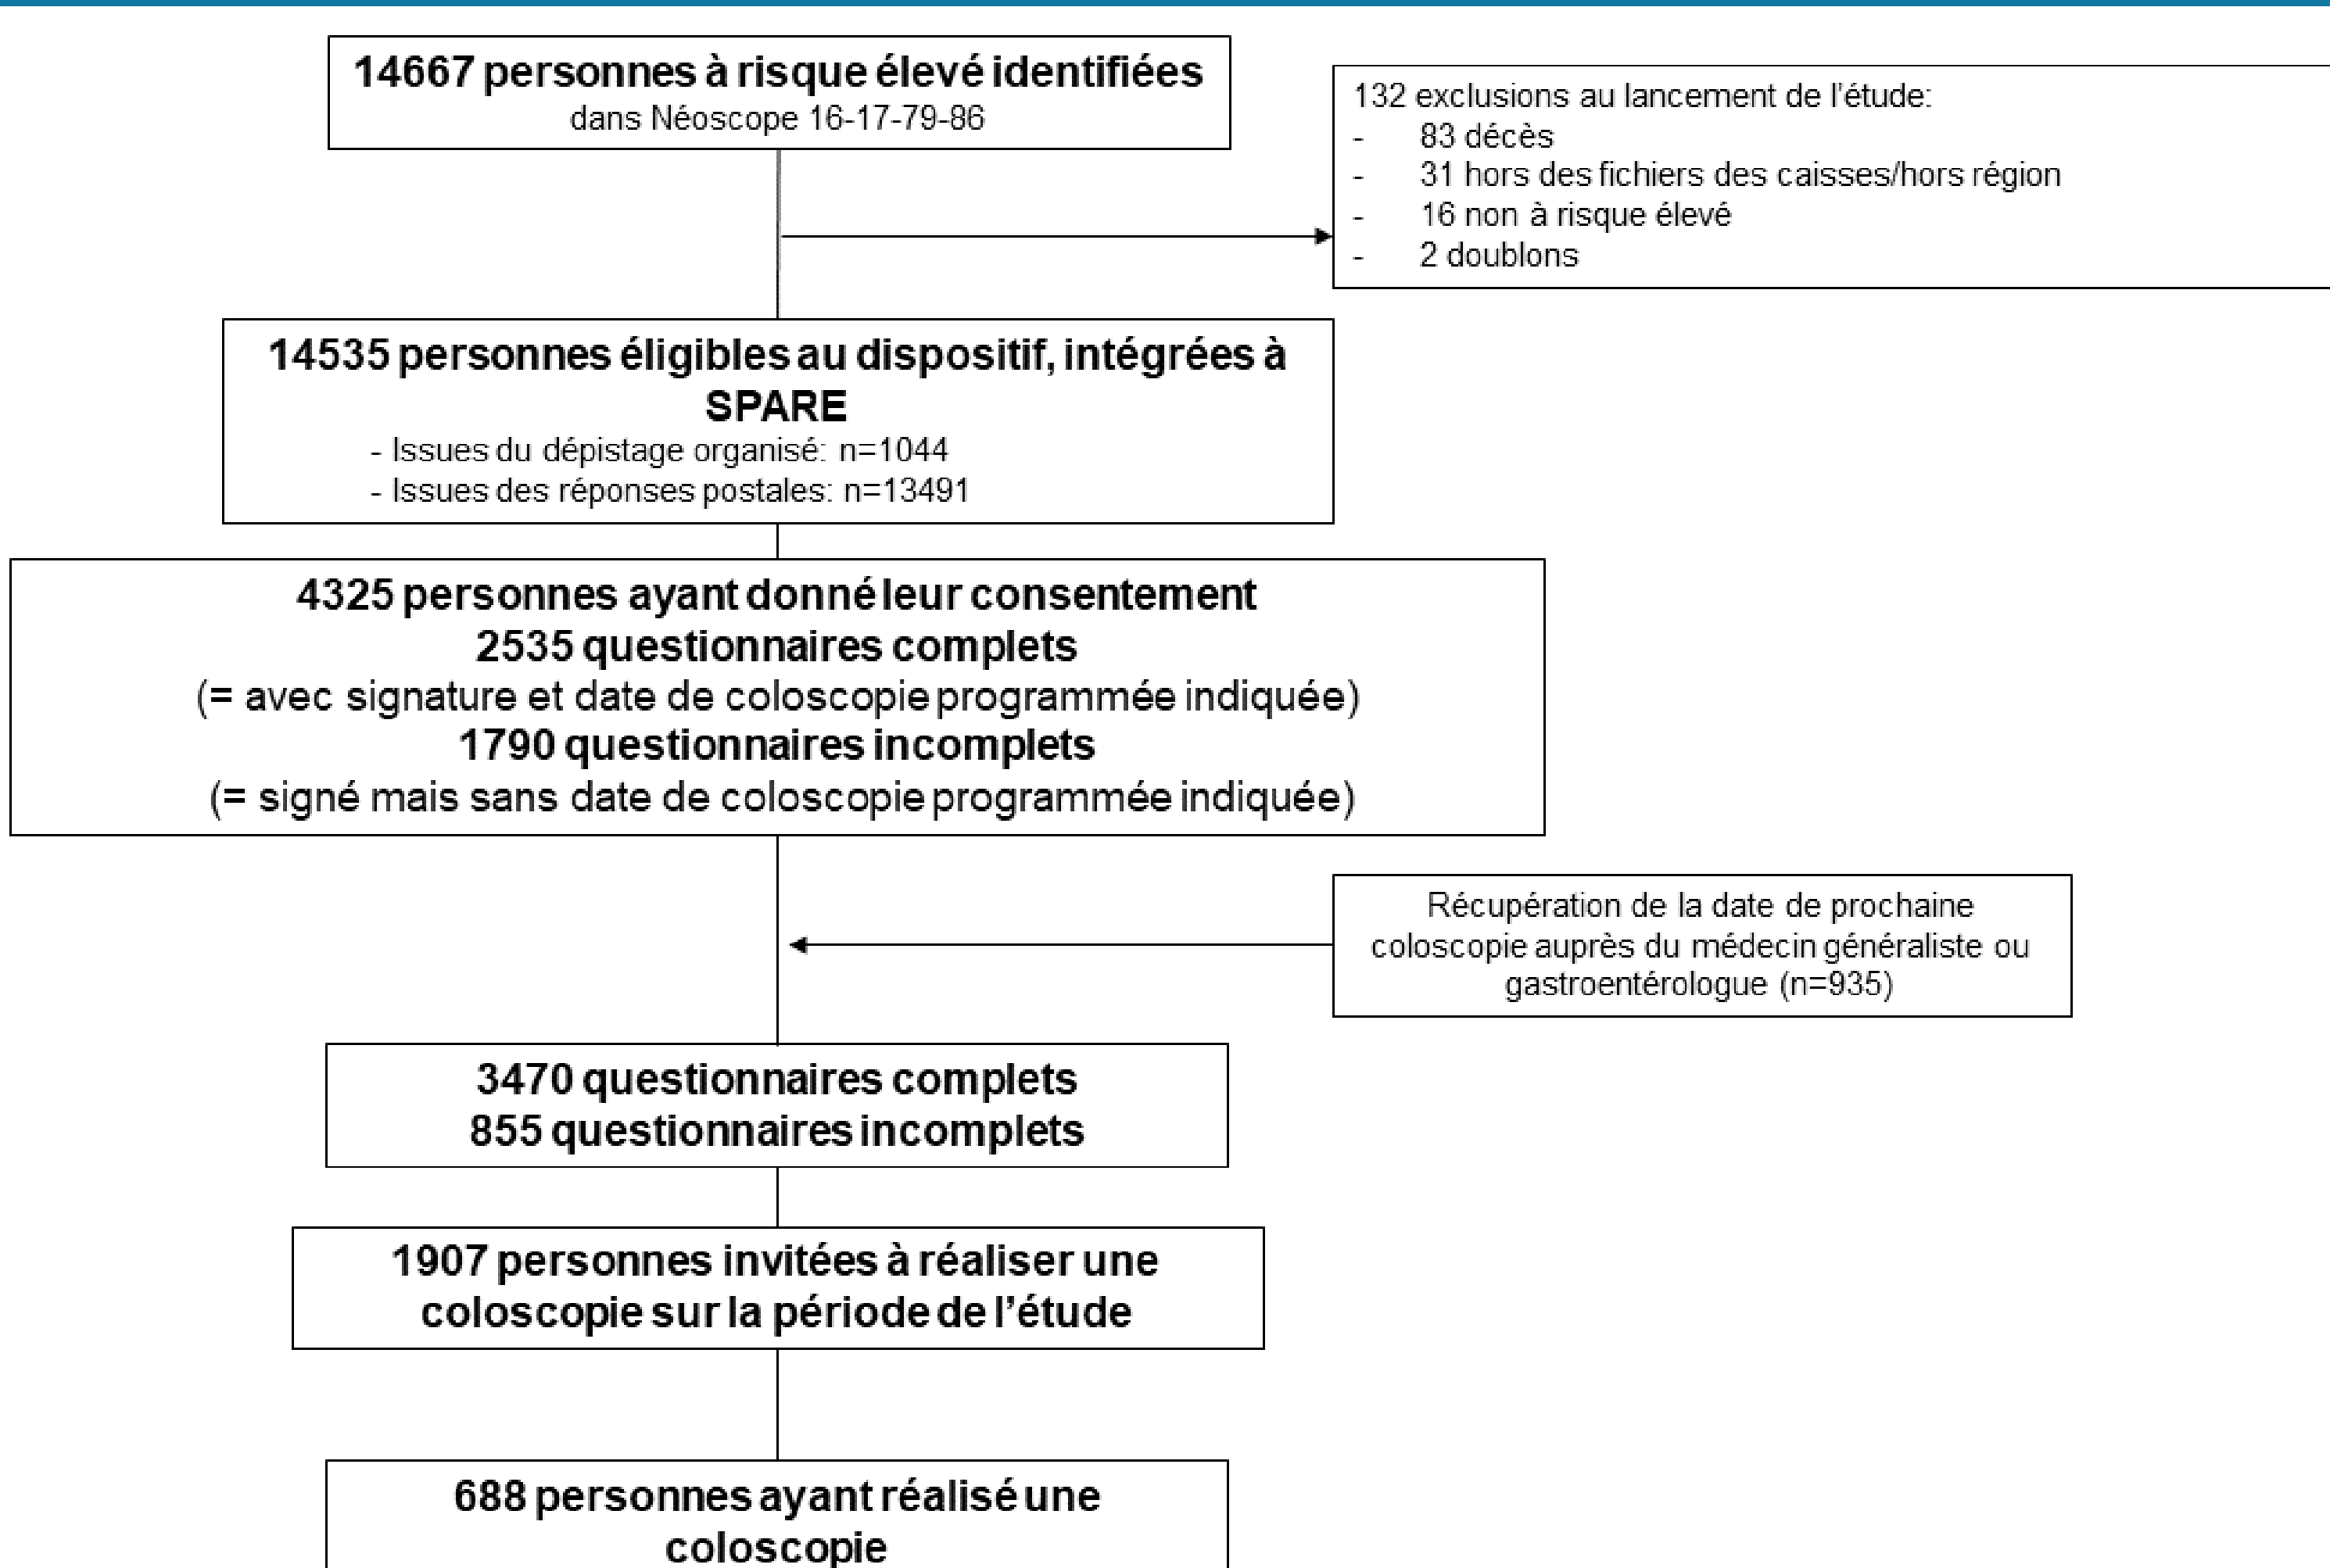 14667 personnes à risque élevé identifiées
dans Néoscope 16-17-79-86
132 exclusions au lancement de l'étude:
- 83 décès
- 31 hors des fichiers des caisses/hors région
- 16 non à risque élevé
- 2 doublons
14535 personnes éligibles au dispositif, intégrées à
SPARE
- Issues du dépistage organisé: n=1044
- Issues des réponses postales: n=13491
4325 personnes ayant donné leur consentement
2535 questionnaires complets
(= avec signature et date de coloscopie programmée indiquée)
1790 questionnaires incomplets
(= signé mais sans date de coloscopie programmée indiquée)
Récupération de la date de prochaine
coloscopie auprès du médecin généraliste ou
gastroentérologue (n=935)
3470 questionnaires complets
855 questionnaires incomplets
1907 personnes invitées à réaliser une
coloscopie sur la période de l'étude
688 personnes ayant réalisé une
coloscopie